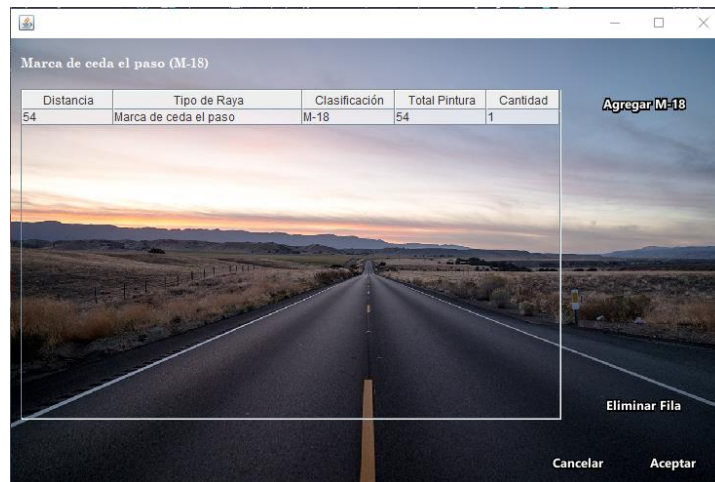 Marca de ceda el paso (M-18)
Distancia Tipo de Raya Clasificación Total Pintura Cantidad
54 Marca de ceda el paso M-18 54 1
Agregar M-18
Eliminar Fila
Cancelar Aceptar